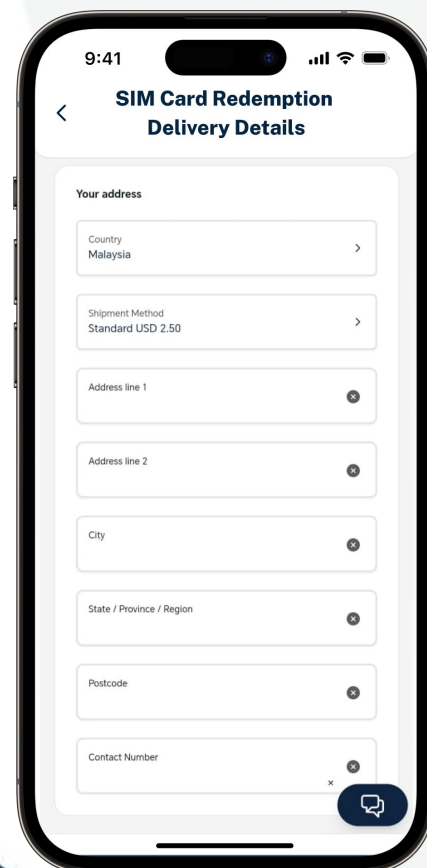 9:41
SIM Card Redemption
Delivery Details
Your address
Country
Malaysia
Shipment Method
Standard USD 2.50
Address line 1
Address line 2
City
State / Province / Region
Postcode
Contact Number